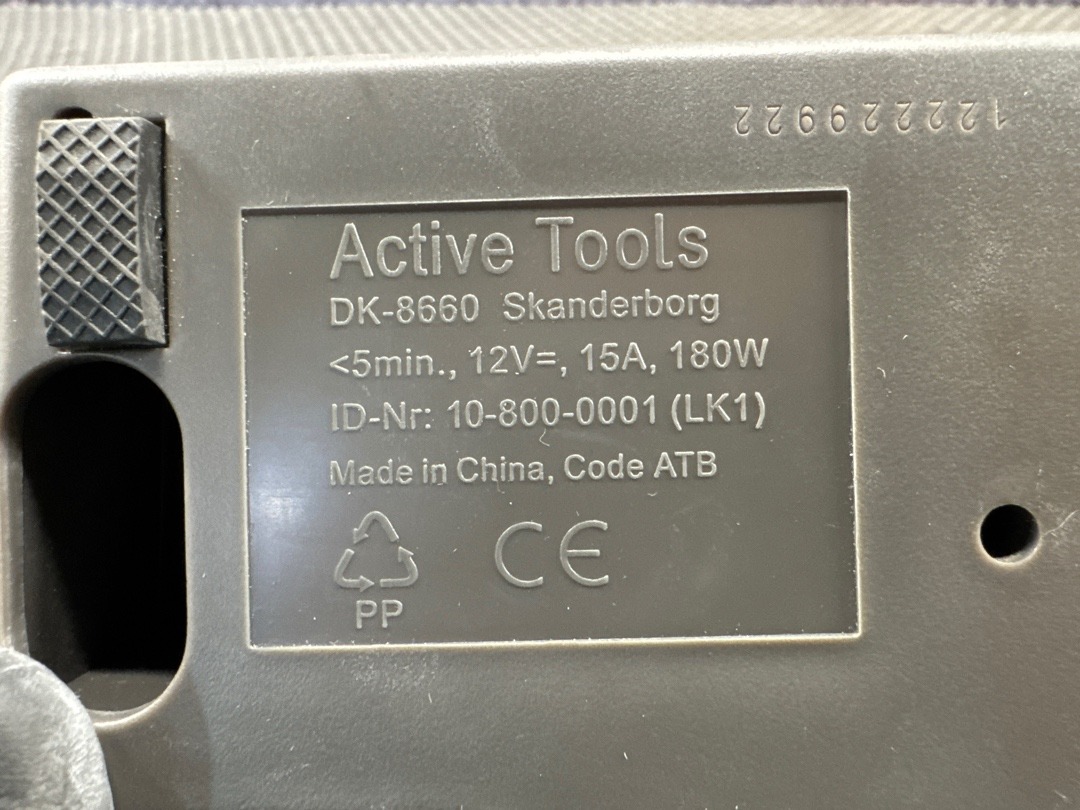 Active Tools
DK-8660 Skanderborg
<5min., 12V=, 15A, 180W
ID-Nr: 10-800-0001 (LK1)
Made in China, Code ATB
CE
PP